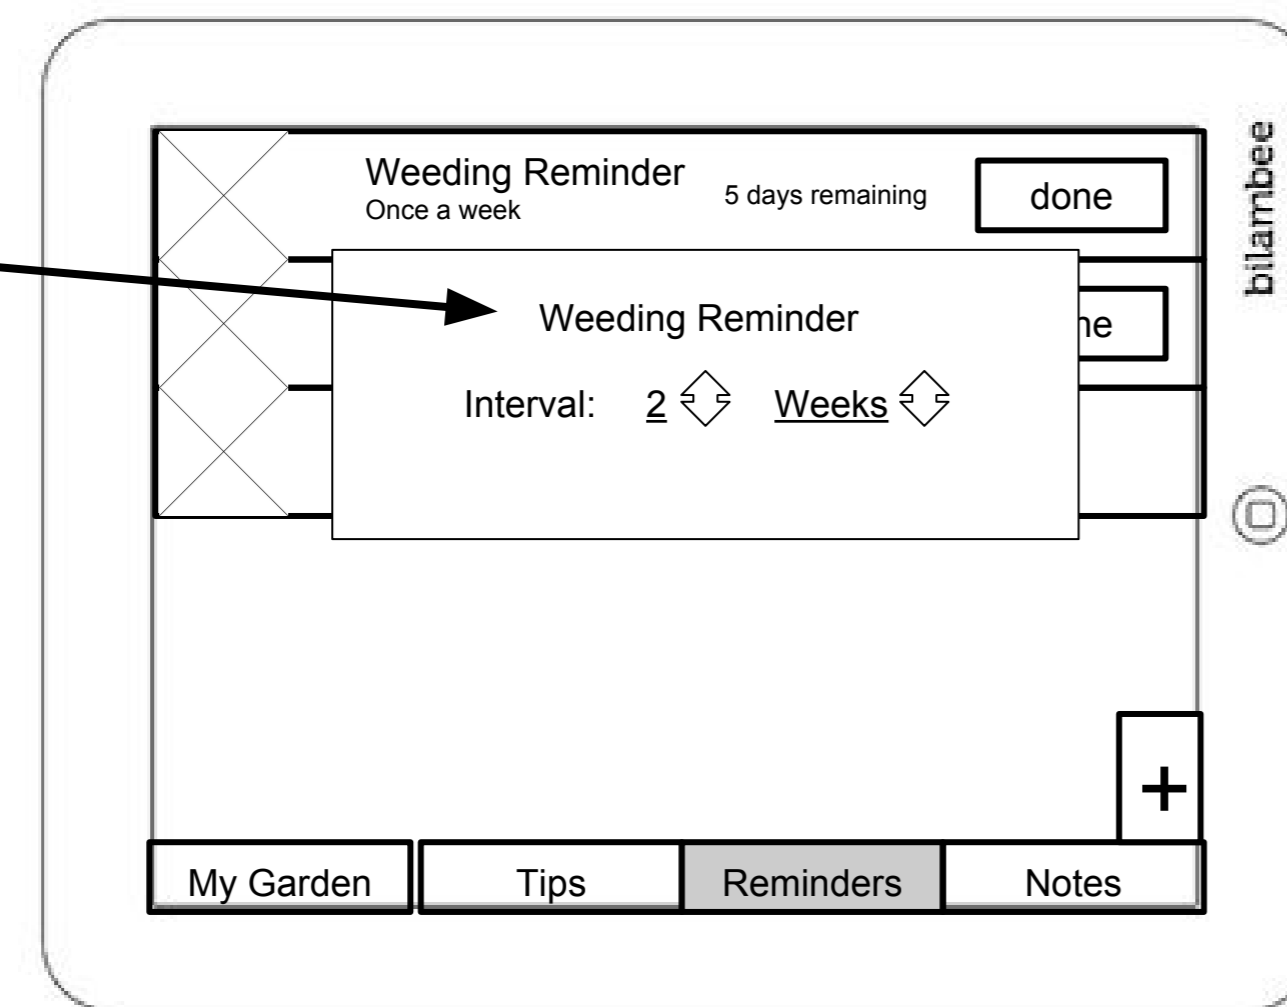 Weeding Reminder
Once a week
5 days remaining
done
bilambee
Weeding Reminder
ne
Interval: 2 Weeks
+
My Garden
Tips
Reminders
Notes